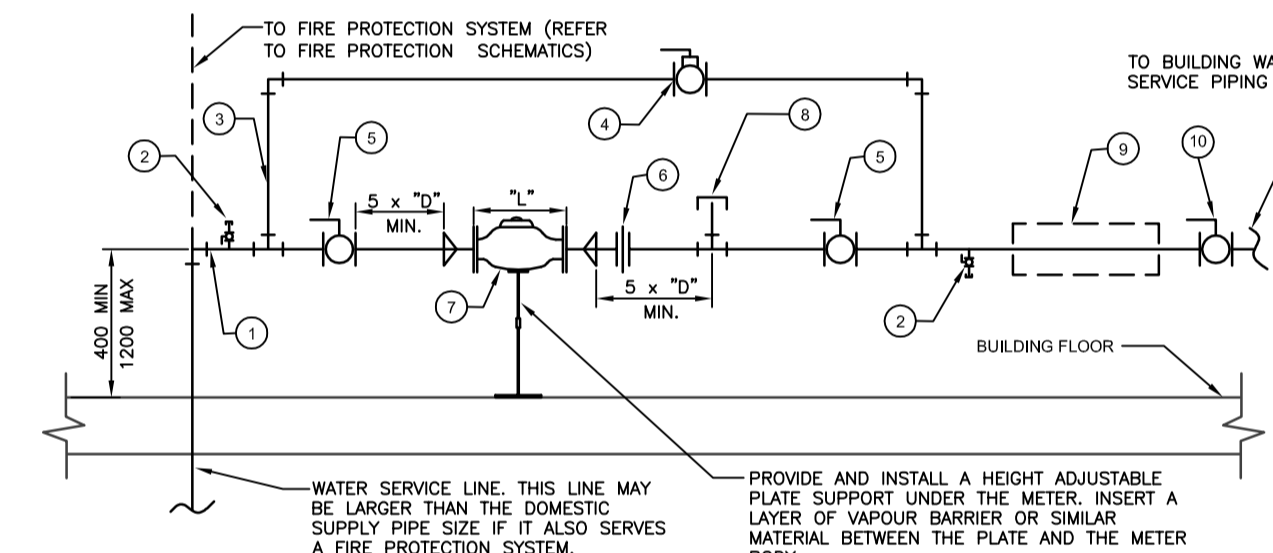 TO FIRE PROTECTION SYSTEM (REFER
TO FIRE PROTECTION SCHEMATICS)
TO BUILDING
SERVICE PIPING
4
3
8
2
5
5
9
10
6
5 x "D"
MIN.
"L"
5 x "D"
MIN.
7
1
2
400 MIN
1200 MAX
BUILDING FLOOR
WATER SERVICE LINE. THIS LINE MAY
BE LARGER THAN THE DOMESTIC
SUPPLY PIPE SIZE IF IT ALSO SERVES
A FIRE PROTECTION SYSTEM.
PROVIDE AND INSTALL A HEIGHT ADJUSTABLE
PLATE SUPPORT UNDER THE METER. INSERT A
LAYER OF VAPOUR BARRIER OR SIMILAR
MATERIAL BETWEEN THE PLATE AND THE METER